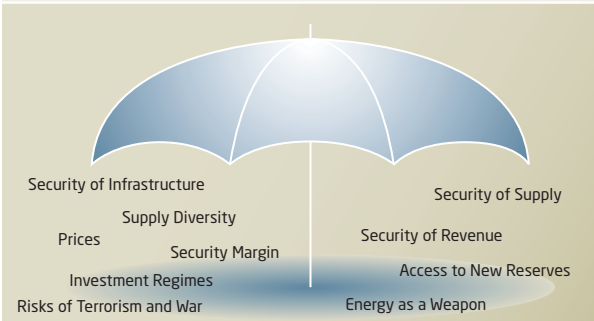 Security of Infrastructure
Security of Supply
Supply Diversity
Prices
Security of Revenue
Security Margin
Access to New Reserves
Investment Regimes
Risks of Terrorism and War
Energy as a Weapon